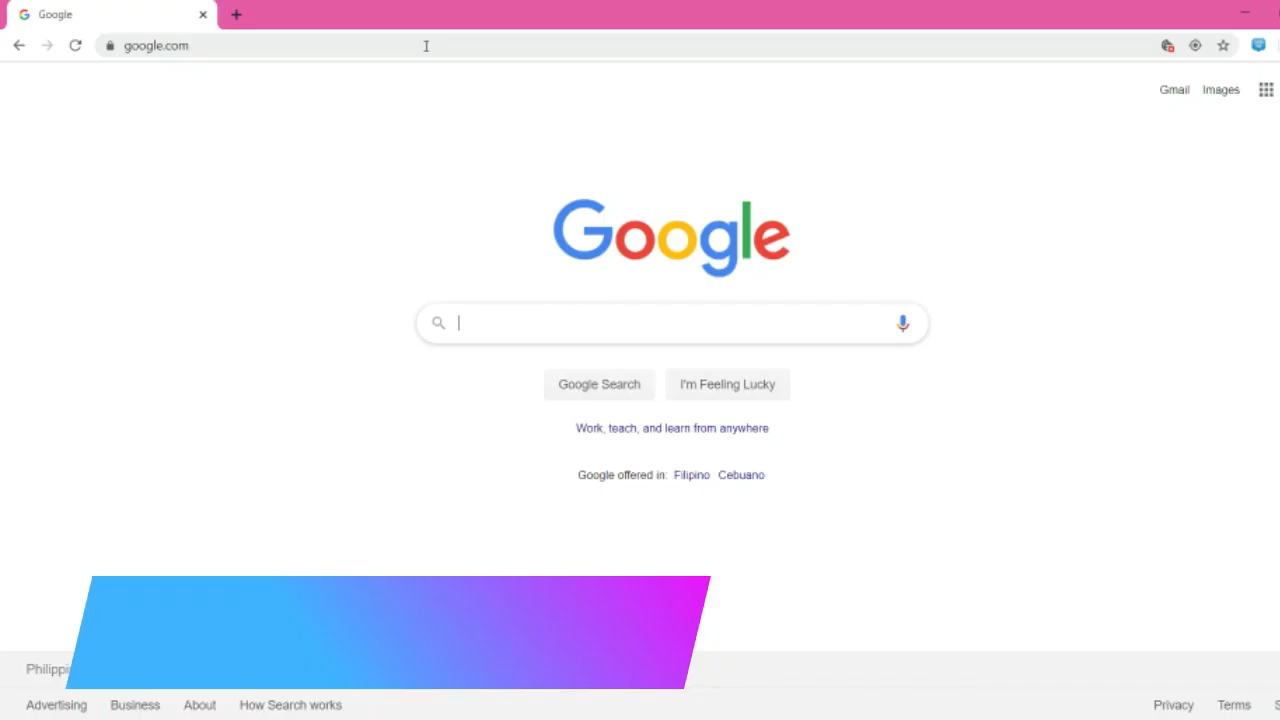 Google
google.com
Gmail Images
Google
Google Search I'm Feeling Lucky
Work, teach, and learn from anywhere
Google offered in: Filipino Cebuano
Advertising Business About How Search works Privacy Terms